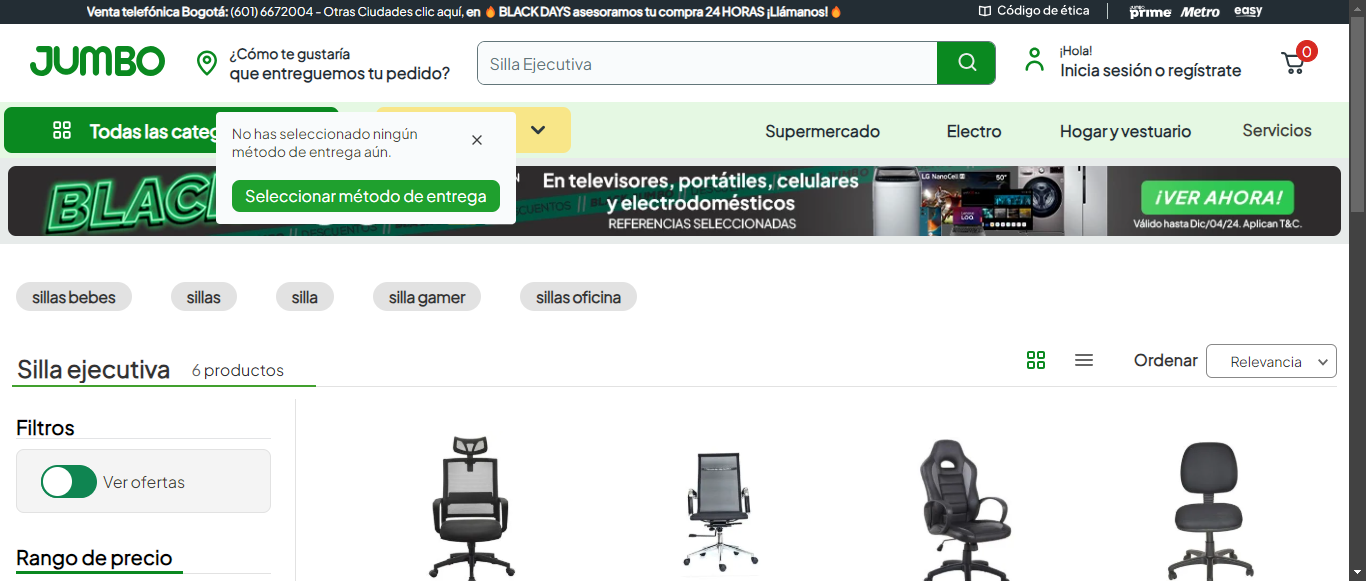 Venta telefónica Bogotá: (601) 6672004 - Otras Ciudades clic aquí, en 🔥 BLACK DAYS asesoramos tu compra 24 HORAS ¡Llámanos! 🔥
Código de ética
JUMBO prime
Metro
easy
JUMBO
¿Cómo te gustaría
que entreguemos tu pedido?
Silla Ejecutiva
¡Hola!
Inicia sesión o regístrate
0
Todas las categ
Supermercado
Electro
Hogar y vestuario
Servicios
No has seleccionado ningún
método de entrega aún.
Seleccionar método de entrega
BLAC
En televisores, portátiles, celulares
y electrodomésticos
REFERENCIAS SELECCIONADAS
LG NanoCell
50"
¡VER AHORA!
Válido hasta Dic/04/24. Aplican T&C.
sillas bebes
sillas
silla
silla gamer
sillas oficina
Silla ejecutiva
6 productos
Ordenar
Relevancia
Filtros
Ver ofertas
Rango de precio